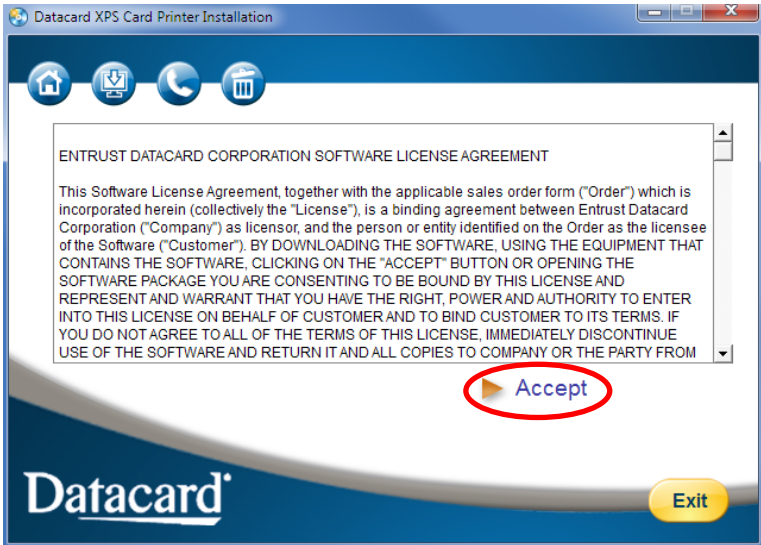 Datacard XPS Card Printer Installation
ENTRUST DATACARD CORPORATION SOFTWARE LICENSE AGREEMENT
This Software License Agreement, together with the applicable sales order form ("Order") which is
incorporated herein (collectively the "License"), is a binding agreement between Entrust Datacard
Corporation ("Company") as licensor, and the person or entity identified on the Order as the licensee
of the Software ("Customer"). BY DOWNLOADING THE SOFTWARE, USING THE EQUIPMENT THAT
CONTAINS THE SOFTWARE, CLICKING ON THE "ACCEPT" BUTTON OR OPENING THE
SOFTWARE PACKAGE YOU ARE CONSENTING TO BE BOUND BY THIS LICENSE AND
REPRESENT AND WARRANT THAT YOU HAVE THE RIGHT, POWER AND AUTHORITY TO ENTER
INTO THIS LICENSE ON BEHALF OF CUSTOMER AND TO BIND CUSTOMER TO ITS TERMS. IF
YOU DO NOT AGREE TO ALL OF THE TERMS OF THIS LICENSE, IMMEDIATELY DISCONTINUE
USE OF THE SOFTWARE AND RETURN IT AND ALL COPIES TO COMPANY OR THE PARTY FROM
Accept
Datacard
Exit